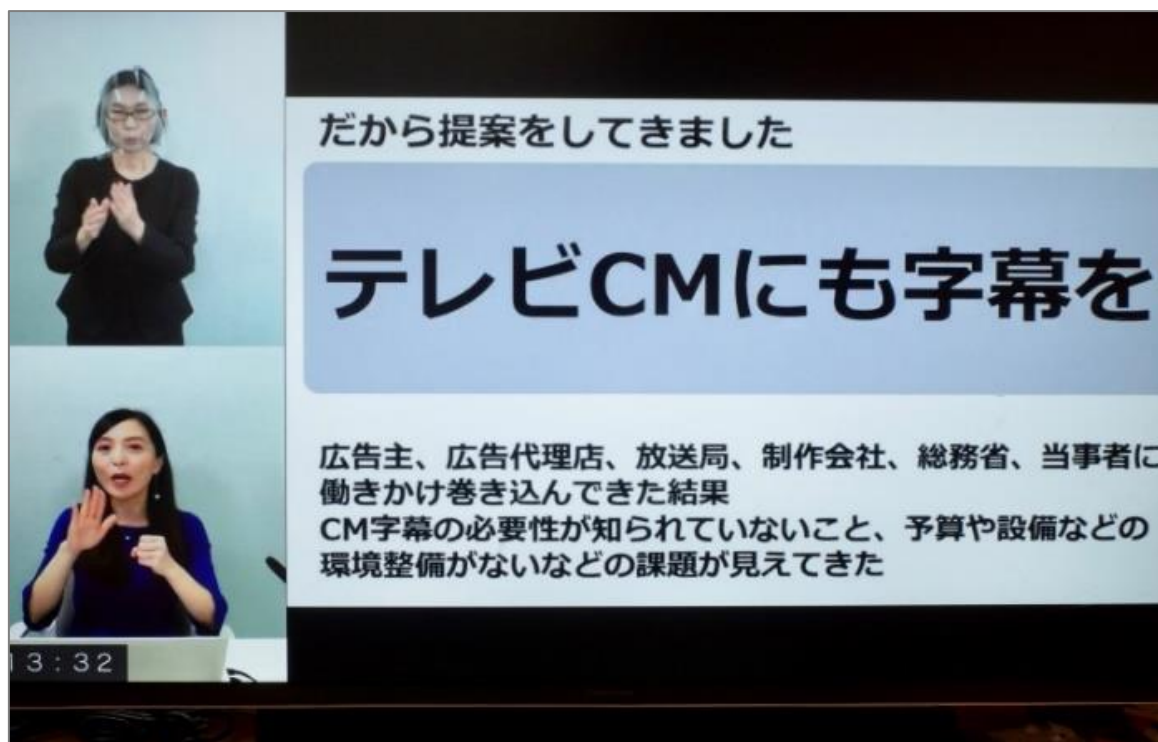 だから提案をしてきました
テレビCMにも字幕を
広告主、広告代理店、放送局、制作会社、総務省、当事者に
働きかけ巻き込んできた結果
CM字幕の必要性が知られていないこと、予算や設備などの
環境整備がないなどの課題が見えてきた
13:32